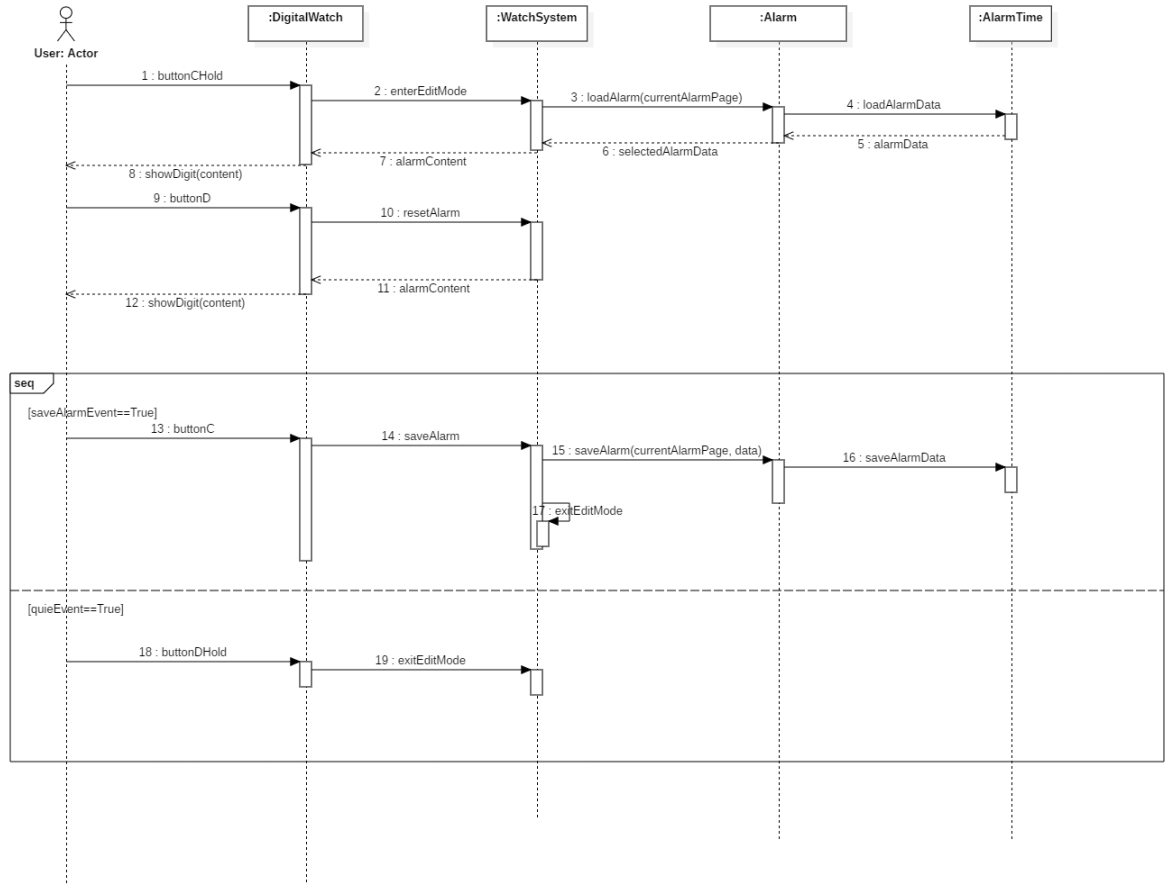 :DigitalWatch
:WatchSystem
:Alarm
:AlarmTime
User: Actor
1 : buttonCHold
2 : enterEditMode
3 : loadAlarm(currentAlarmPage)
4 : loadAlarmData
5 : alarmData
6 : selectedAlarmData
7 : alarmContent
8 : showDigit(content)
9 : buttonD
10 : resetAlarm
11 : alarmContent
12 : showDigit(content)
seq
[saveAlarmEvent==True]
13 : buttonC
14 : saveAlarm
15 : saveAlarm(currentAlarmPage, data)
16 : saveAlarmData
17 : exitEditMode
[quieEvent==True]
18 : buttonDHold
19 : exitEditMode